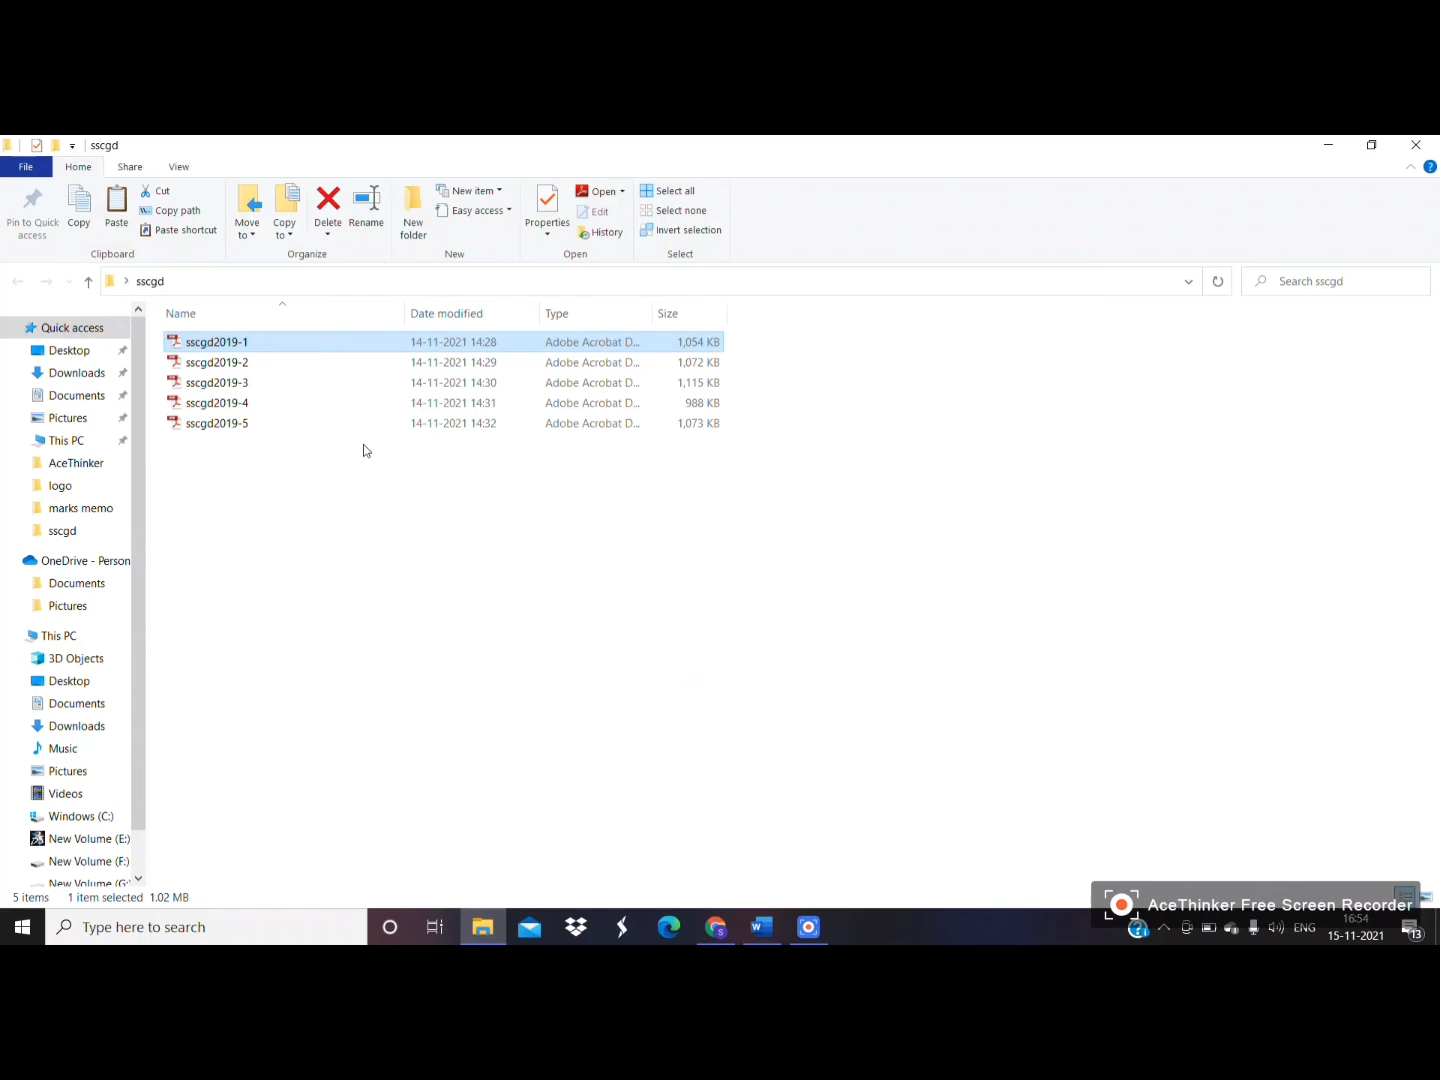 sscgd
File Home Share View
Pin to Quick access
Copy
Paste
Cut
Copy path
Paste shortcut
Clipboard
Move to
Copy to
Delete
Rename
Organize
New folder
New item
Easy access
New
Properties
Open
Edit
History
Open
Select all
Select none
Invert selection
Select
sscgd
Search sscgd
Name Date modified Type Size
sscgd2019-1 14-11-2021 14:28 Adobe Acrobat D... 1,054 KB
sscgd2019-2 14-11-2021 14:29 Adobe Acrobat D... 1,072 KB
sscgd2019-3 14-11-2021 14:30 Adobe Acrobat D... 1,115 KB
sscgd2019-4 14-11-2021 14:31 Adobe Acrobat D... 988 KB
sscgd2019-5 14-11-2021 14:32 Adobe Acrobat D... 1,073 KB
Quick access
Desktop
Downloads
Documents
Pictures
This PC
AceThinker
logo
marks memo
sscgd
OneDrive - Person
Documents
Pictures
This PC
3D Objects
Desktop
Documents
Downloads
Music
Pictures
Videos
Windows (C:)
New Volume (E:)
New Volume (F:)
New Volume (G:
5 items 1 item selected 1.02 MB
AceThinker Free Screen Recorder
Type here to search
ENG
16:54
15-11-2021
13